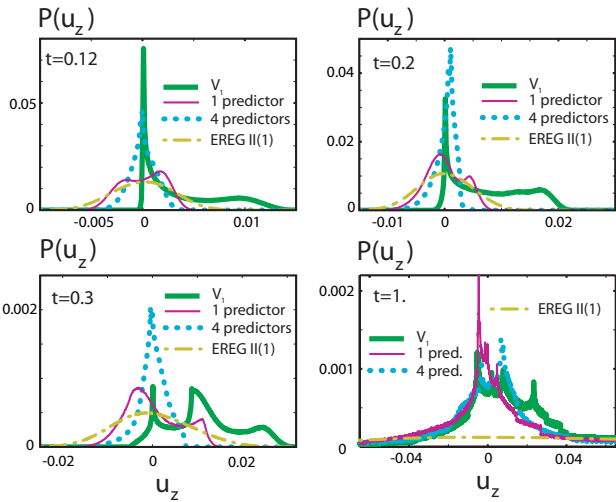 P(u_z) P(u_z)
t=0.12
V_1
1 predictor
4 predictors
EREG II(1)
0.05
0
-0.005 0 0.01
t=0.2
V_1
1 predictor
4 predictors
EREG II(1)
0.04
0.02
0
-0.01 0 0.02
P(u_z) P(u_z)
t=0.3
V_1
1 predictor
4 predictors
EREG II(1)
0.002
0
-0.02 0 0.02
u_z
t=1.
EREG II(1)
V_1
1 pred.
4 pred.
0.002
0.001
0
-0.04 0 0.04
u_z